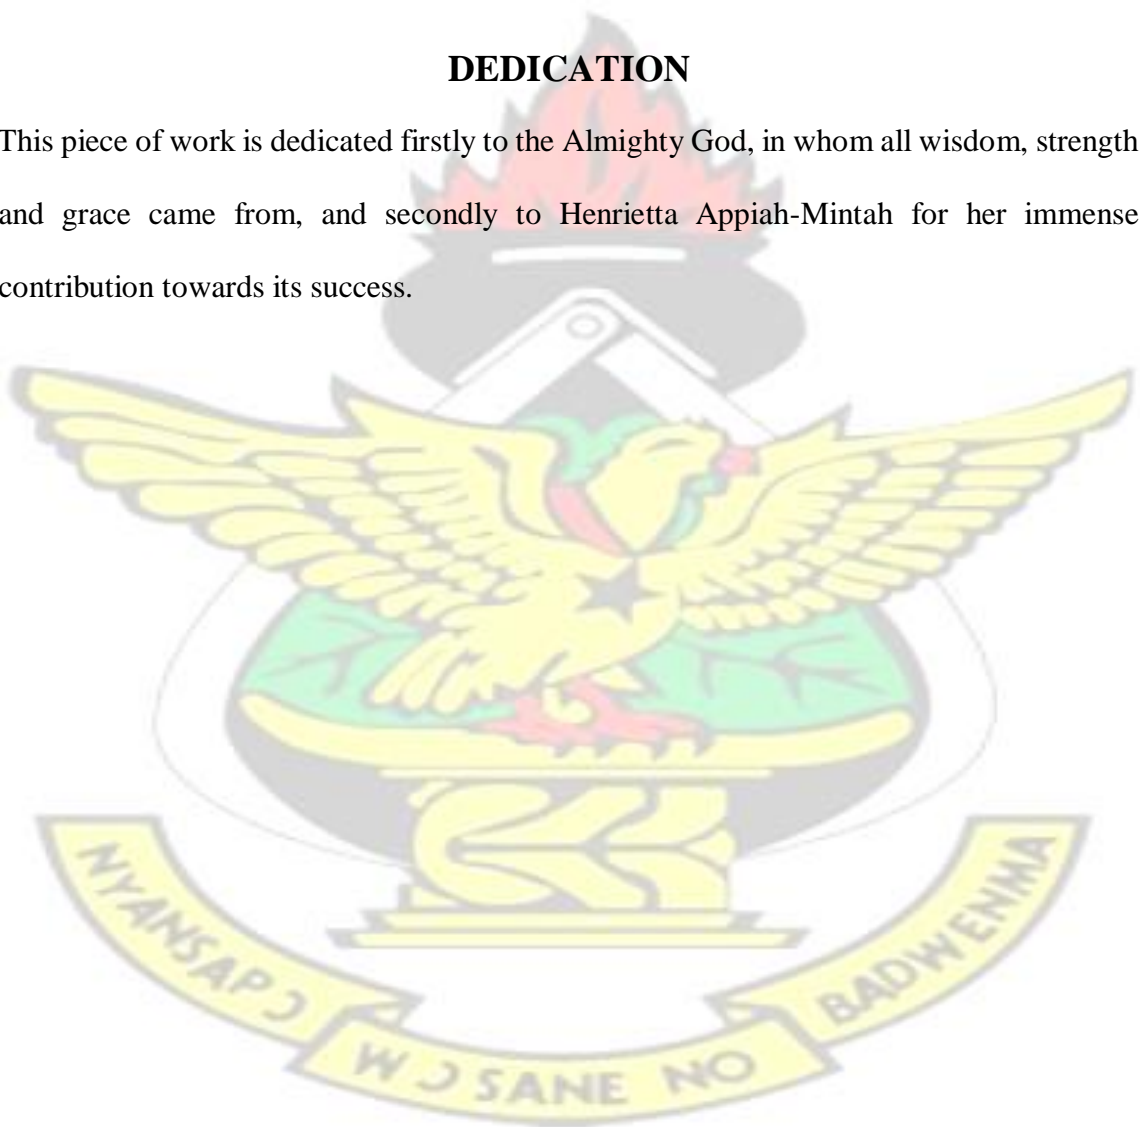 DEDICATION
This piece of work is dedicated firstly to the Almighty God, in whom all wisdom, strength
and grace came from, and secondly to Henrietta Appiah-Mintah for her immense
contribution towards its success.
NYANSAPƆ
WƆSANE NO
BADWENMA